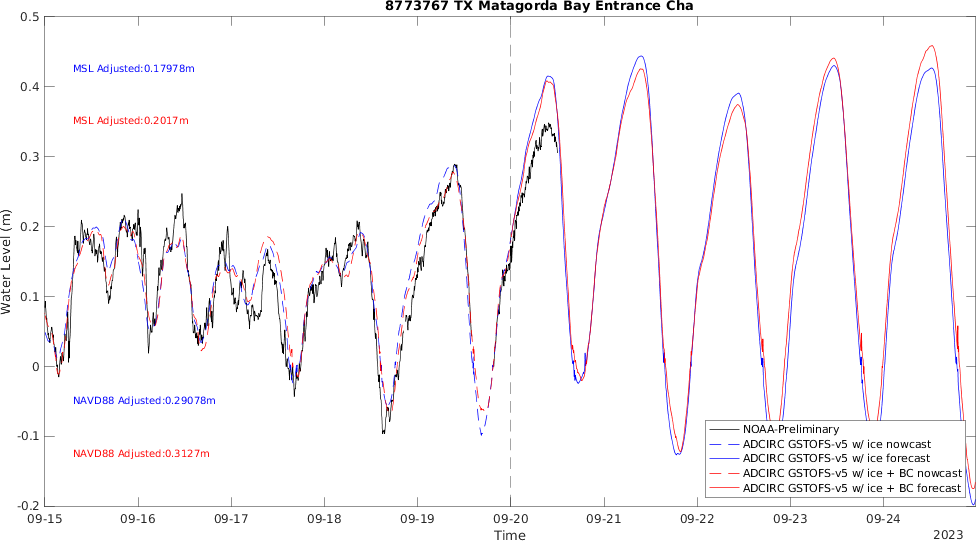 8773767 TX Matagorda Bay Entrance Cha
0.5
0.4
0.3
0.2
0.1
0
-0.1
-0.2
Water Level (m)
MSL Adjusted:0.17978m
MSL Adjusted:0.2017m
NAVD88 Adjusted:0.29078m
NAVD88 Adjusted:0.3127m
NOAA-Preliminary
ADCIRC GSTOFS-v5 w/ ice nowcast
ADCIRC GSTOFS-v5 w/ ice forecast
ADCIRC GSTOFS-v5 w/ ice + BC nowcast
ADCIRC GSTOFS-v5 w/ ice + BC forecast
09-15 09-16 09-17 09-18 09-19 09-20 09-21 09-22 09-23 09-24
Time
2023